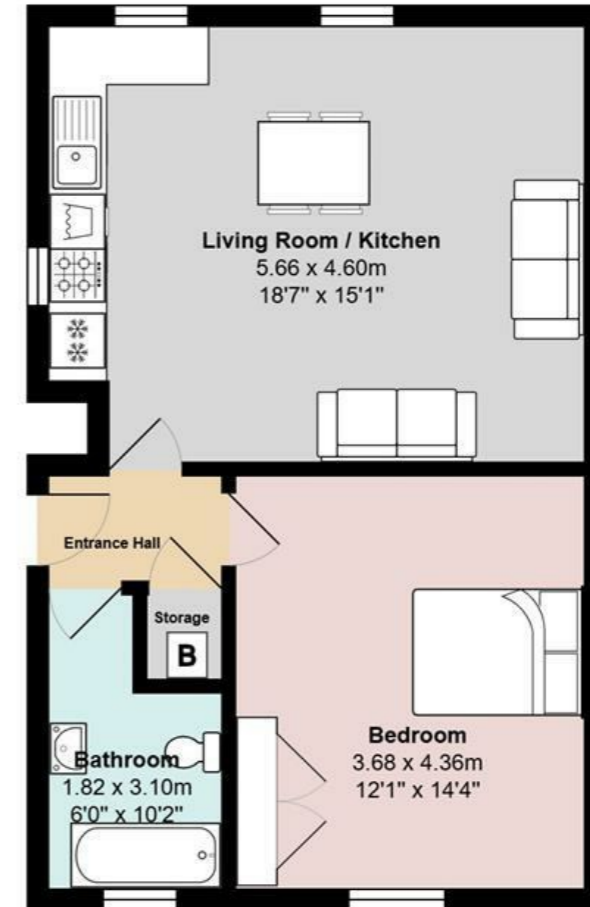 Living Room / Kitchen
5.66 x 4.60m
18'7" x 15'1"
Entrance Hall
Storage
B
Bathroom
1.82 x 3.10m
6'0" x 10'2"
Bedroom
3.68 x 4.36m
12'1" x 14'4"